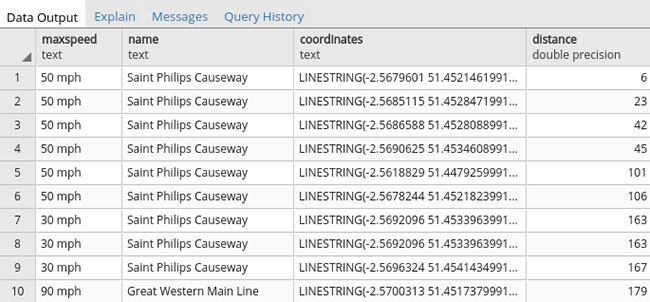 Data Output Explain Messages Query History
maxspeed name coordinates distance
text text text double precision
1 50 mph Saint Philips Causeway LINESTRING(-2.5679601 51.4521461991... 6
2 50 mph Saint Philips Causeway LINESTRING(-2.5685115 51.4528471991... 23
3 50 mph Saint Philips Causeway LINESTRING(-2.5686588 51.4528088991... 42
4 50 mph Saint Philips Causeway LINESTRING(-2.5690625 51.4534608991... 45
5 50 mph Saint Philips Causeway LINESTRING(-2.5618829 51.4479259991... 101
6 50 mph Saint Philips Causeway LINESTRING(-2.5678244 51.4521823991... 106
7 30 mph Saint Philips Causeway LINESTRING(-2.5692096 51.4533963991... 163
8 30 mph Saint Philips Causeway LINESTRING(-2.5692096 51.4533963991... 163
9 30 mph Saint Philips Causeway LINESTRING(-2.5696324 51.4541434991... 167
10 90 mph Great Western Main Line LINESTRING(-2.5700313 51.4517379991... 179